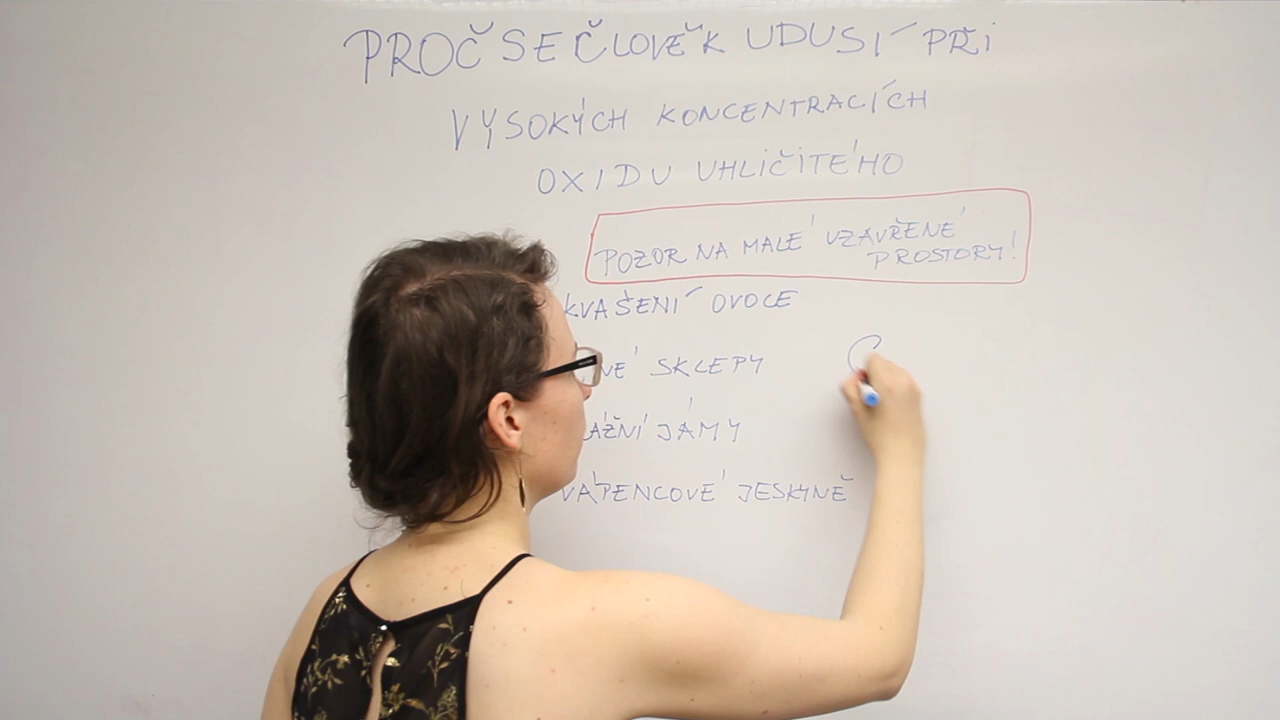 PROČ SE ČLOVĚK UDUSÍ PŘI
VYSOKÝCH KONCENTRACÍCH
OXIDU UHLIČITÉHO
POZOR NA MALÉ UZAVŘENÉ
PROSTORY!
KVAŠENÍ OVOCE
SKLEPY
JÁMY
VÁPENCOVÉ JESKYNĚ